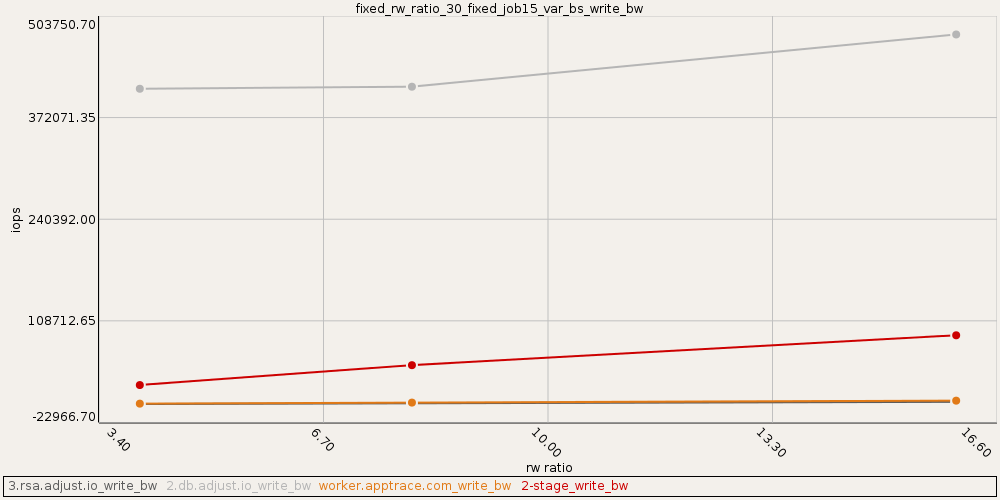 fixed_rw_ratio_30_fixed_job15_var_bs_write_bw
503750.70
372071.35
iops
240392.00
108712.65
-22966.70
3.40 6.70 10.00 13.30 16.60
rw ratio
3.rsa.adjust.io_write_bw 2.db.adjust.io_write_bw worker.apptrace.com_write_bw 2-stage_write_bw